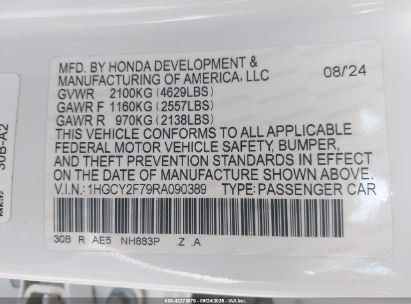 MFD. BY HONDA DEVELOPMENT &
MANUFACTURING OF AMERICA, LLC 08/'24
GVWR 2100KG (4629LBS)
GAWR F 1160KG (2557LBS)
GAWR R 970KG (2138LBS)
THIS VEHICLE CONFORMS TO ALL APPLICABLE
FEDERAL MOTOR VEHICLE SAFETY, BUMPER,
AND THEFT PREVENTION STANDARDS IN EFFECT
ON THE DATE OF MANUFACTURE SHOWN ABOVE.
V.I.N.: 1HGCY2F79RA090389 TYPE: PASSENGER CAR
30B R AE5 NH883P Z .A
30B-A2